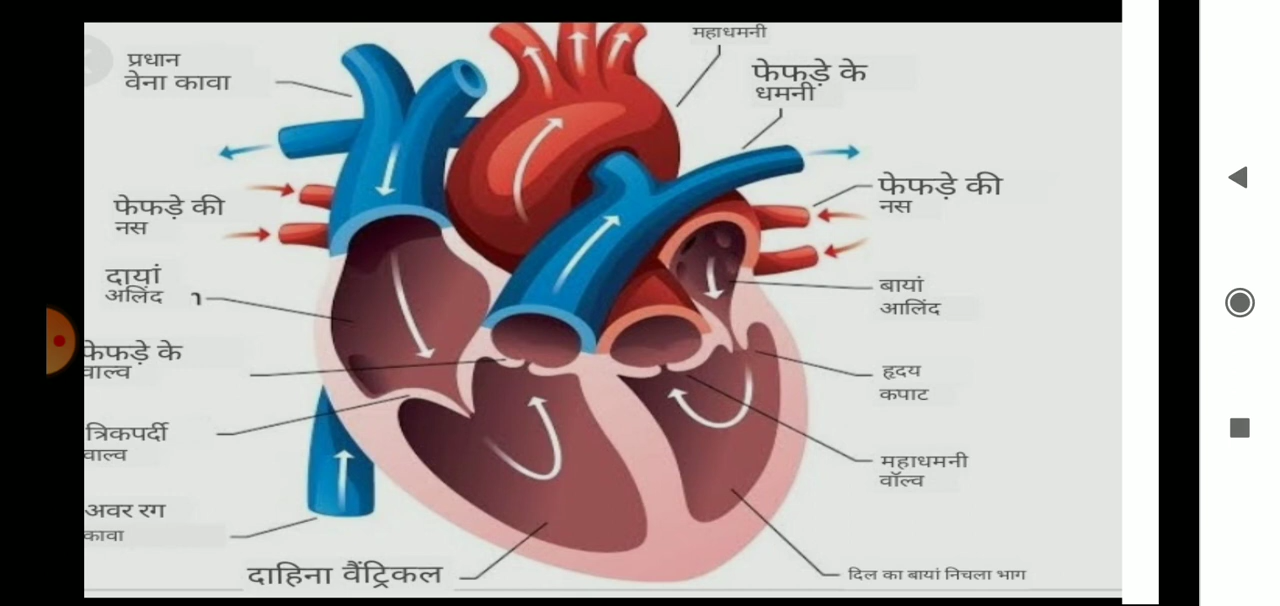 महाधमनी
प्रधान
वेना कावा
फेफड़े के
धमनी
फेफड़े की
नस
फेफड़े की
नस
दायां
अलिंद
बायां
आलिंद
फेफड़े के
वाल्व
हृदय
कपाट
त्रिकपर्दी
वाल्व
महाधमनी
वॉल्व
अवर रग
कावा
दाहिना वैंट्रिकल
दिल का बायां निचला भाग